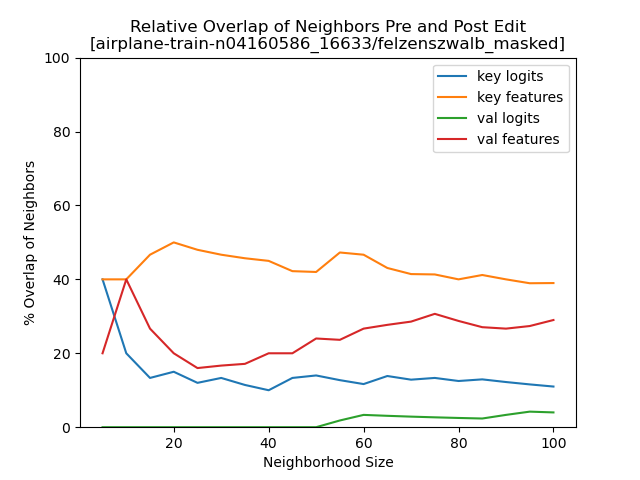 Relative Overlap of Neighbors Pre and Post Edit
[airplane-train-n04160586_16633/felzenszwalb_masked]
100
80
60
40
20
0
% Overlap of Neighbors
key logits
key features
val logits
val features
20 40 60 80 100
Neighborhood Size